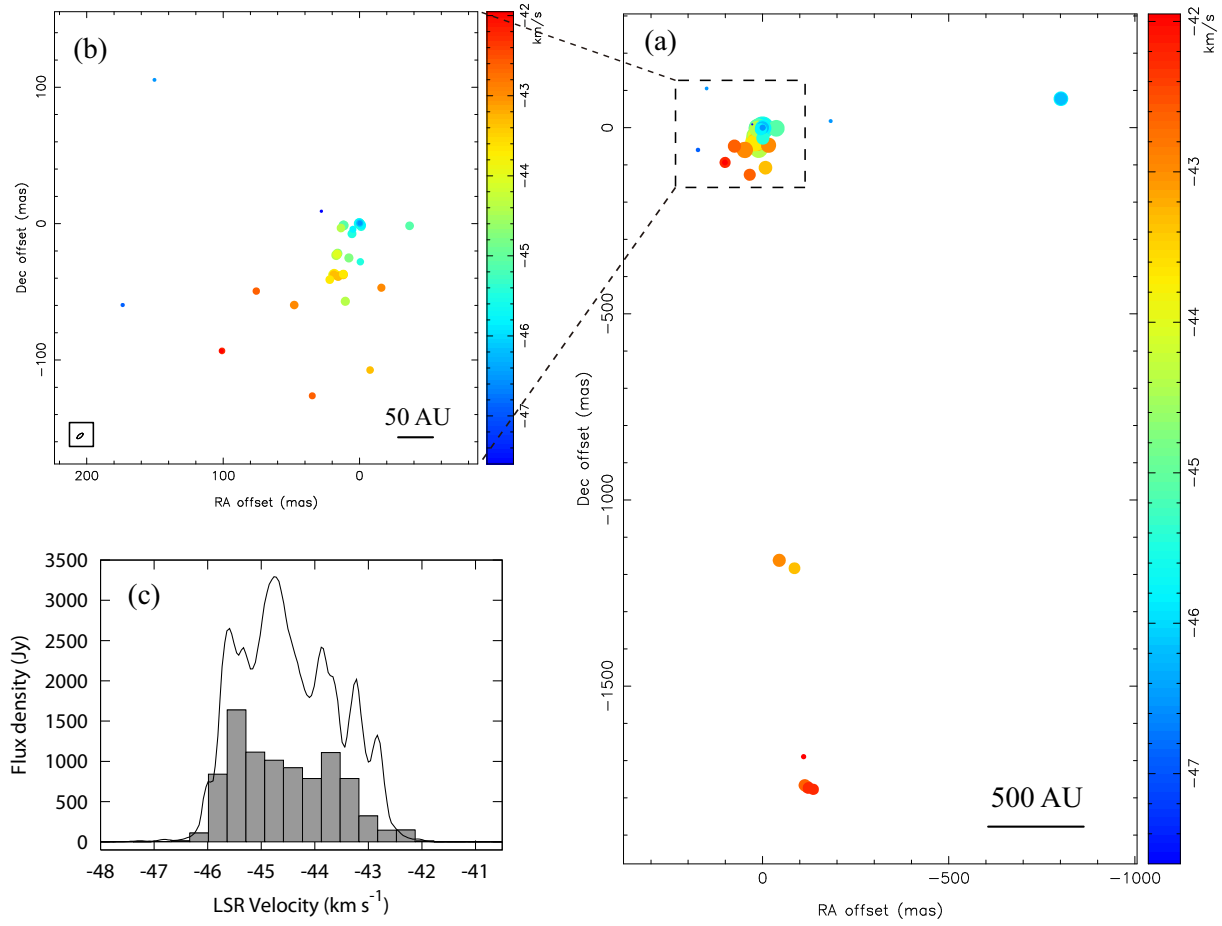 (b)
Dec offset (mas)
100
0
-100
200
100
0
RA offset (mas)
50 AU
-42
km/s
-43
-44
-45
-46
-47
(a)
Dec offset (mas)
0
-500
-1000
-1500
0
-500
-1000
RA offset (mas)
500 AU
-42
km/s
-43
-44
-45
-46
-47
(c)
Flux density (Jy)
3500
3000
2500
2000
1500
1000
500
0
-48 -47 -46 -45 -44 -43 -42 -41
LSR Velocity (km s⁻¹)